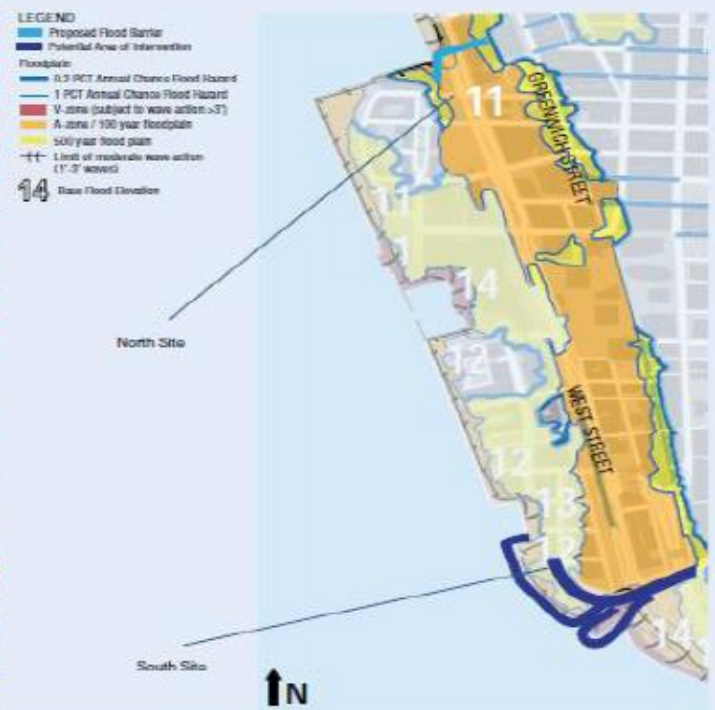 LEGEND
Proposed Flood Barrier
Potential Area of Intervention
Floodplain
0.2 PCT Annual Chance Flood Hazard
1 PCT Annual Chance Flood Hazard
V-zone (subject to wave action >3')
A-zone / 100 year floodplain
500 year flood plain
Limit of moderate wave action
(1'-3' waves)
14 Base Flood Elevation
11
GREENWICH STREET
11
14
North Site
12
WEST STREET
12
13
12
14
South Site
N